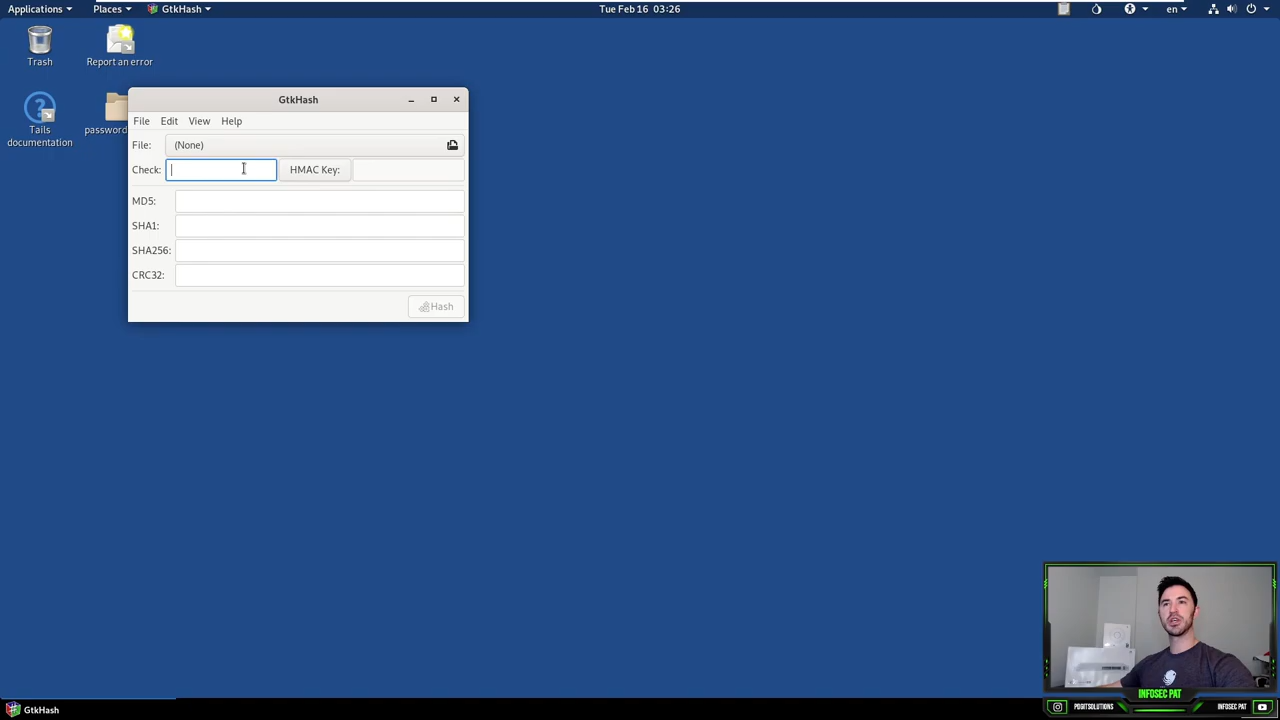 Applications Places GtkHash Tue Feb 16 03:26 en
Trash
Report an error
Tails
documentation
password
GtkHash
File Edit View Help
File: (None)
Check: HMAC Key:
MD5:
SHA1:
SHA256:
CRC32:
Hash
INFOSEC PAT
PDGITSOLUTIONS INFOSEC PAT
GtkHash